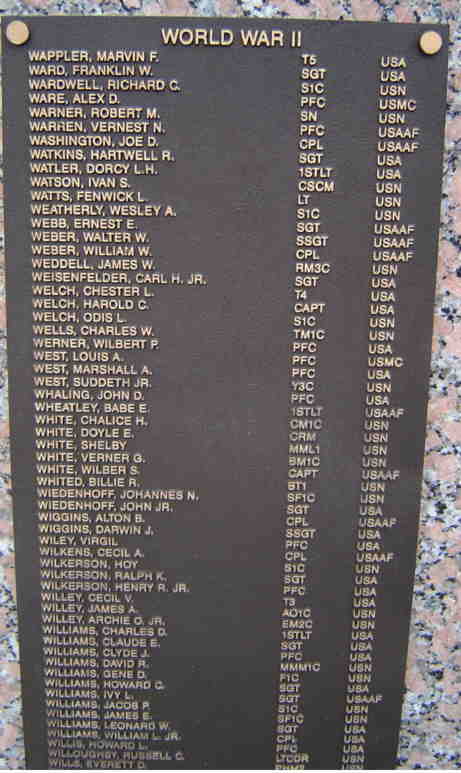 WORLD WAR II
WAPPLER, MARVIN F. T5 USA
WARD, FRANKLIN W. SGT USA
WARDWELL, RICHARD C. S1C USN
WARE, ALEX D. PFC USMC
WARNER, ROBERT M. SN USN
WARREN, VERNEST N. PFC USAAF
WASHINGTON, JOE D. CPL USAAF
WATKINS, HARTWELL R. SGT USA
WATLER, DORCY L.H. 1STLT USA
WATSON, IVAN S. CSCM USN
WATTS, FENWICK L. LT USN
WEATHERLY, WESLEY A. S1C USN
WEBB, ERNEST E. SGT USAAF
WEBER, WALTER W. SSGT USAAF
WEBER, WILLIAM W. CPL USAAF
WEDDELL, JAMES W. RM3C USN
WEISENFELDER, CARL H. JR. SGT USA
WELCH, CHESTER L. T4 USA
WELCH, HAROLD C. CAPT USA
WELCH, ODIS L. S1C USN
WELLS, CHARLES W. TM1C USN
WERNER, WILBERT P. PFC USA
WEST, LOUIS A. PFC USMC
WEST, MARSHALL A. PFC USA
WEST, SUDDETH JR. Y3C USN
WHALING, JOHN D. PFC USA
WHEATLEY, BABE E. 1STLT USAAF
WHITE, CHALICE H. CM1C USN
WHITE, DOYLE E. CRM USN
WHITE, SHELBY MML1 USN
WHITE, VERNER G. SM1C USN
WHITE, WILBER S. CAPT USAAF
WHITED, BILLIE R. BT1 USN
WIEDENHOFF, JOHANNES N. SF1C USN
WIEDENHOFF, JOHN JR. SGT USA
WIGGINS, ALTON B. CPL USAAF
WIGGINS, DARWIN J. SSGT USA
WILEY, VIRGIL PFC USA
WILKENS, CECIL A. CPL USAAF
WILKERSON, HOY S1C USN
WILKERSON, RALPH K. SGT USA
WILKERSON, HENRY R. JR. PFC USA
WILLEY, CECIL V. T3 USA
WILLEY, JAMES A. AO1C USN
WILLEY, ARCHIE O. JR. EM2C USN
WILLIAMS, CHARLES D. 1STLT USA
WILLIAMS, CLAUDE E. SGT USA
WILLIAMS, CLYDE J. PFC USA
WILLIAMS, DAVID R. MMM1C USN
WILLIAMS, GENE D. F1C USN
WILLIAMS, HOWARD C. SGT USA
WILLIAMS, IVY L. SGT USAAF
WILLIAMS, JACOB P. S1C USN
WILLIAMS, JAMES E. SF1C USN
WILLIAMS, LEONARD W. SGT USA
WILLIAMS, WILLIAM L. JR. CPL USA
WILLIS, HOWARD L. PFC USA
WILLOUGHBY, RUSSELL C. LTCDR USN
WILLS, EVERETT D. USN